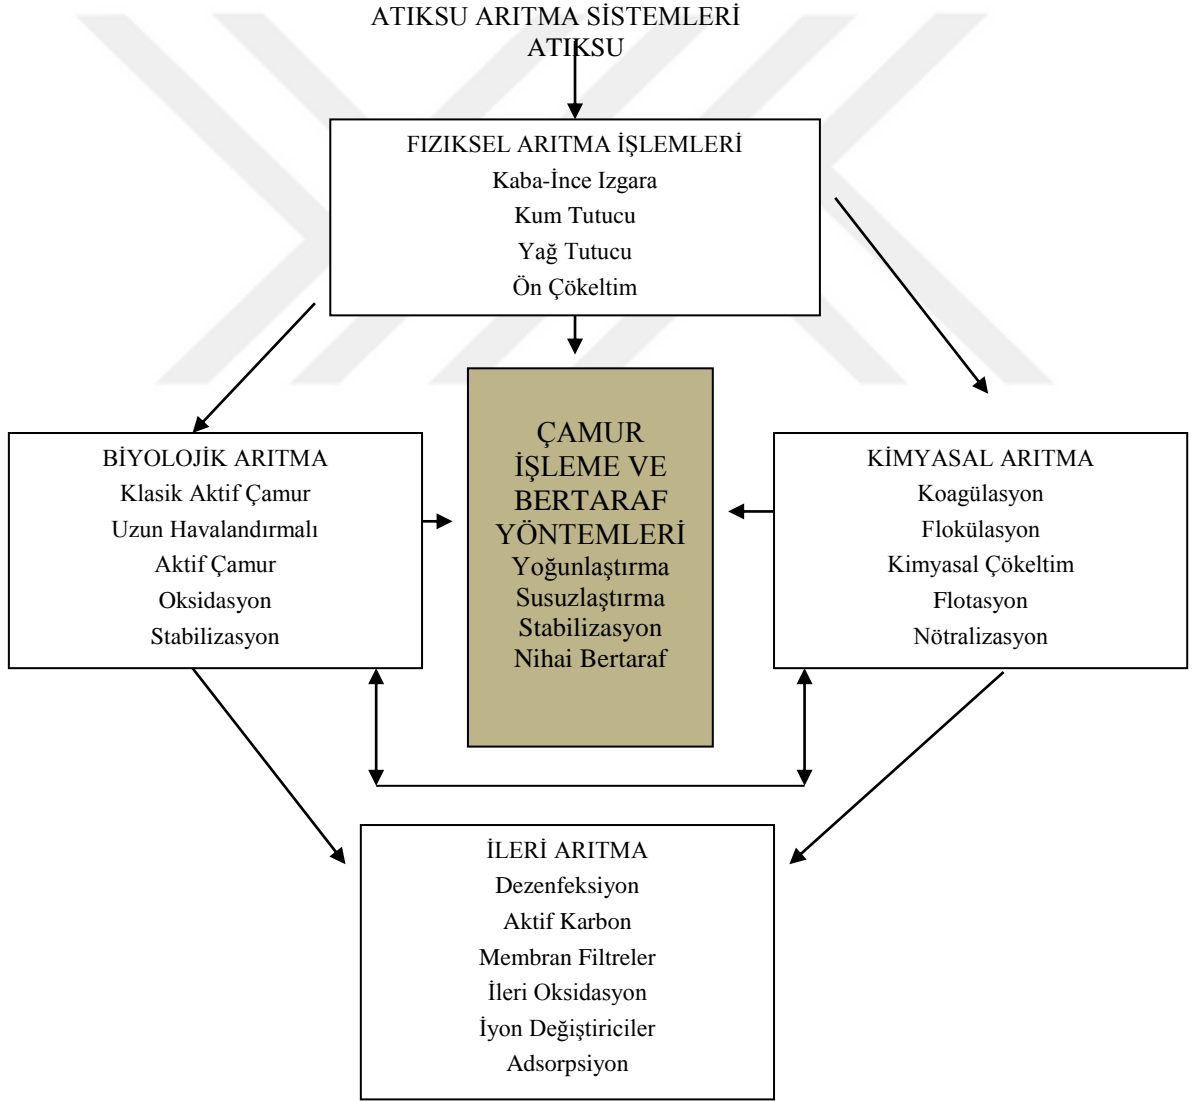 ATIKSU ARITMA SİSTEMLERİ
ATIKSU
FIZIKSEL ARITMA İŞLEMLERİ
Kaba-İnce Izgara
Kum Tutucu
Yağ Tutucu
Ön Çökeltim
BİYOLOJİK ARITMA
Klasik Aktif Çamur
Uzun Havalandırmalı
Aktif Çamur
Oksidasyon
Stabilizasyon
ÇAMUR
İŞLEME VE
BERTARAF
YÖNTEMLERİ
Yoğunlaştırma
Susuzlaştırma
Stabilizasyon
Nihai Bertaraf
KİMYASAL ARITMA
Koagülasyon
Flokülasyon
Kimyasal Çökeltim
Flotasyon
Nötralizasyon
İLERİ ARITMA
Dezenfeksiyon
Aktif Karbon
Membran Filtreler
İleri Oksidasyon
İyon Değiştiriciler
Adsorpsiyon